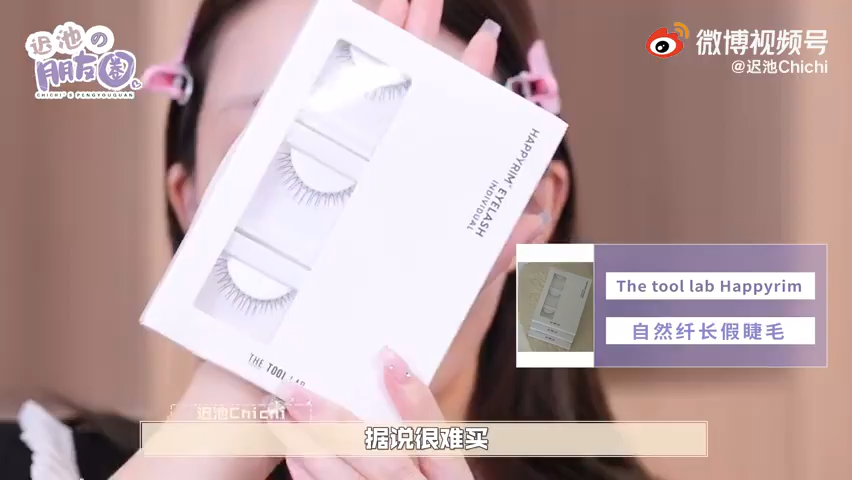 迟池の
朋友圈
CHICHI'S PENGYOUQUAN
微博视频号
@迟池Chichi
HAPPYRIM® EYELASH
INDIVIDUAL
THE TOOL LAB
The tool lab Happyrim
自然纤长假睫毛
迟池Chichi
据说很难买